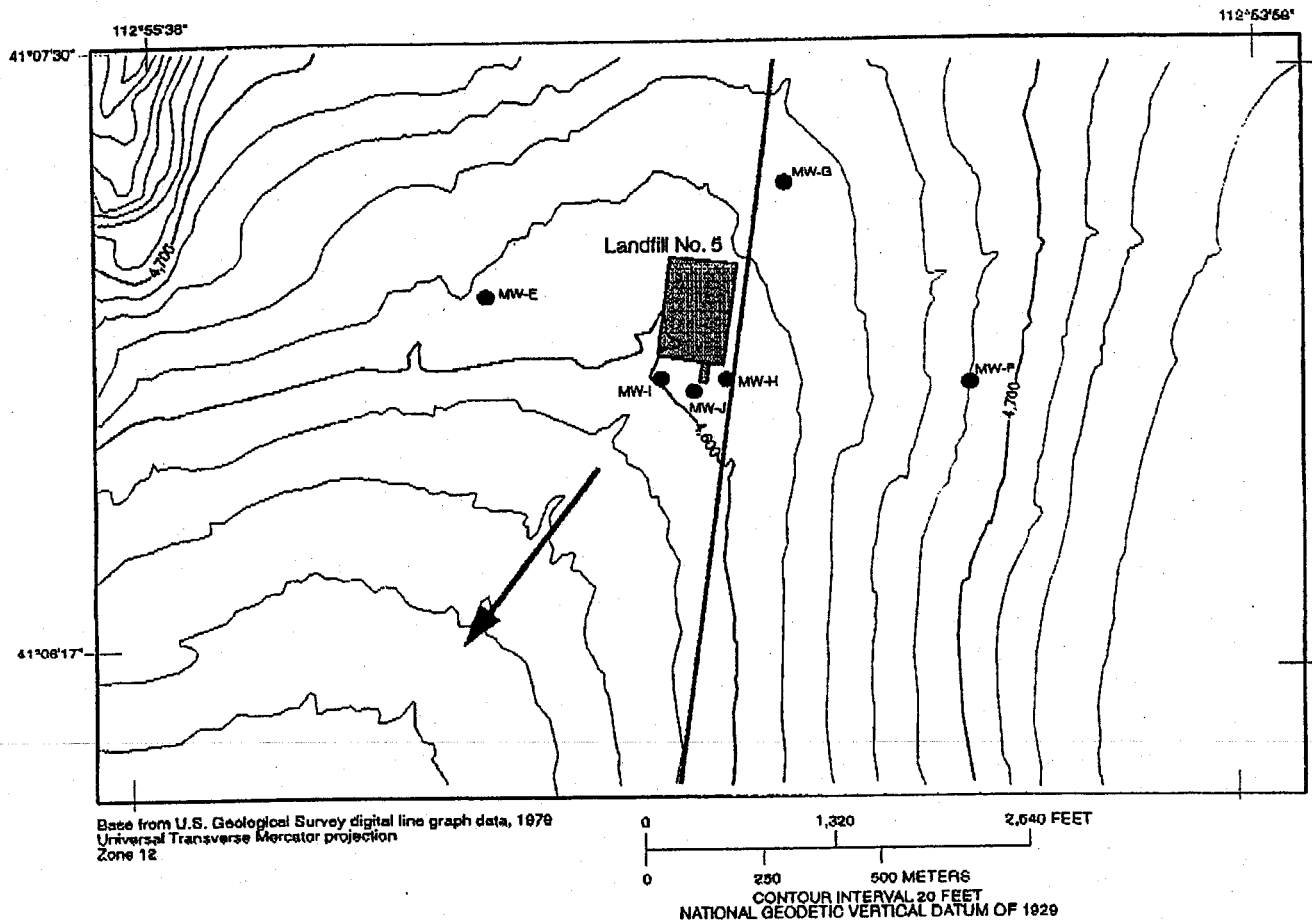 112°55'38"
112°53'58"
41°07'30"
MW-G
4,700
Landfill No. 5
MW-E
MW-I
MW-H
MW-J
MW-F
4,700
4,600
41°06'17"
Base from U.S. Geological Survey digital line graph data, 1979
Universal Transverse Mercator projection
Zone 12
0 1,320 2,640 FEET
0 250 500 METERS
CONTOUR INTERVAL 20 FEET
NATIONAL GEODETIC VERTICAL DATUM OF 1929